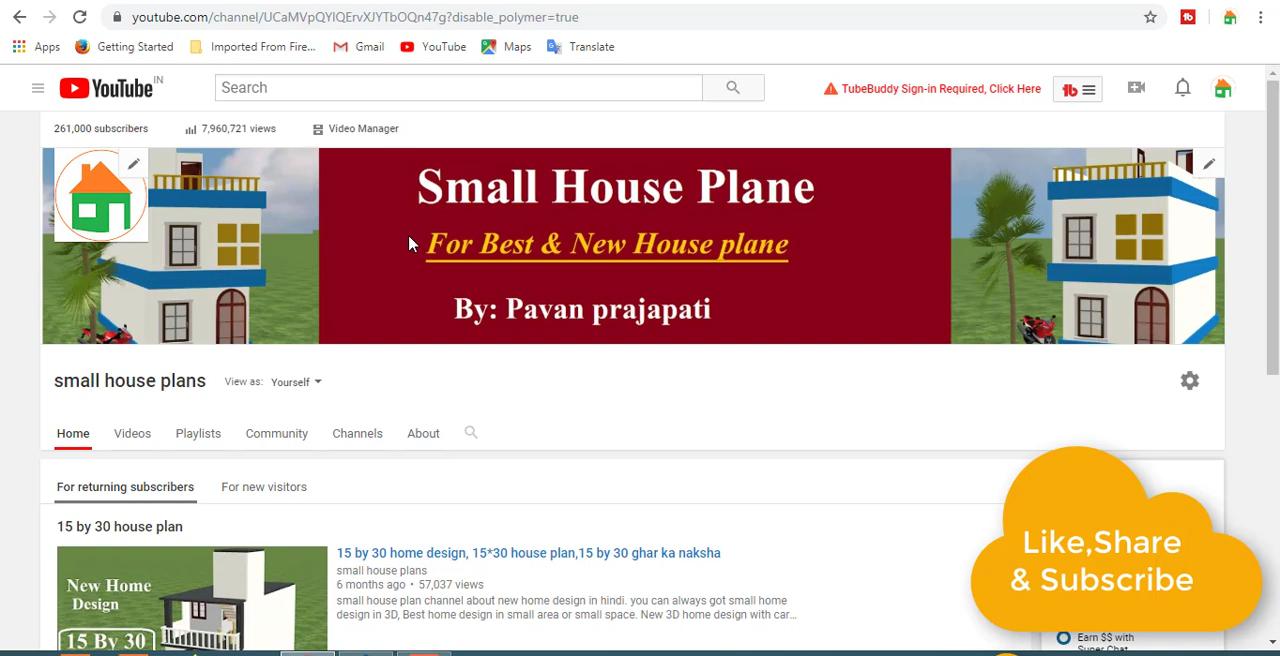 youtube.com/channel/UCaMVpQYlQErvXJYTbOQn47g?disable_polymer=true
Apps Getting Started Imported From Fire... Gmail YouTube Maps Translate
YouTube IN Search TubeBuddy Sign-in Required, Click Here
261,000 subscribers 7,960,721 views Video Manager
Small House Plane
For Best & New House plane
By: Pavan prajapati
small house plans View as: Yourself
Home Videos Playlists Community Channels About
For returning subscribers For new visitors
15 by 30 house plan
New Home
Design
15 By 30
15 by 30 home design, 15*30 house plan,15 by 30 ghar ka naksha
small house plans
6 months ago • 57,037 views
small house plan channel about new home design in hindi. you can always got small home
design in 3D, Best home design in small area or small space. New 3D home design with car...
Like,Share
& Subscribe
Earn $$ with
Super Chat